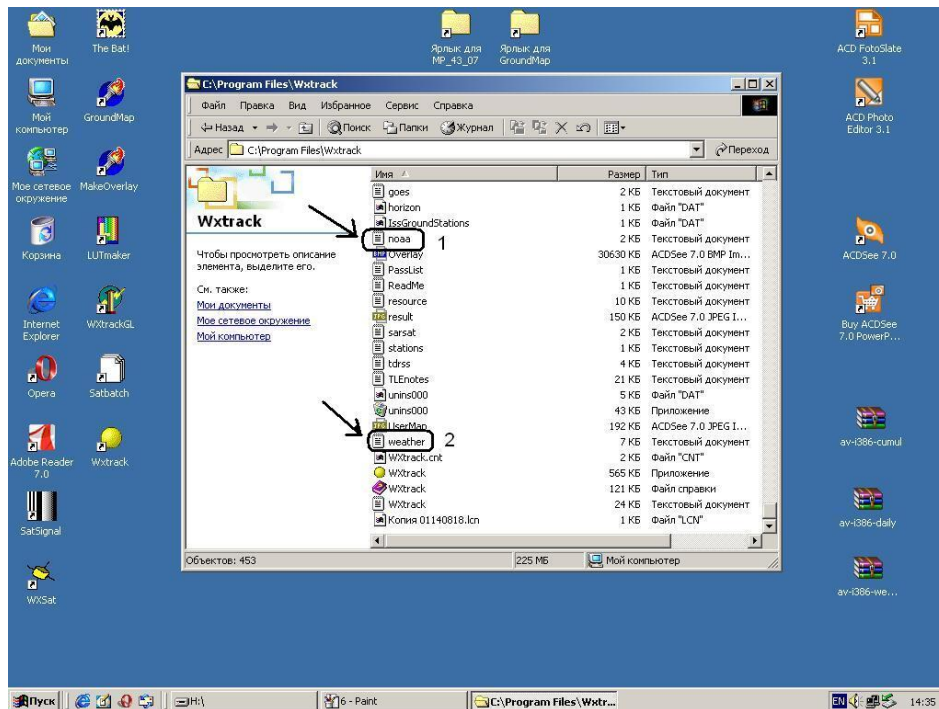 Мои документы
The Bat!
Ярлык для MP_43_07
Ярлык для GroundMap
ACD FotoSlate 3.1
Мой компьютер
GroundMap
ACD Photo Editor 3.1
Мое сетевое окружение
MakeOverlay
Корзина
LUTmaker
ACDSee 7.0
Internet Explorer
WXtrackGL
Buy ACDSee 7.0 PowerP...
Opera
Satbatch
Adobe Reader 7.0
Wxtrack
av-i386-cumul
SatSignal
av-i386-daily
WXSat
av-i386-we...
C:\Program Files\Wxtrack
Файл Правка Вид Избранное Сервис Справка
Назад Поиск Папки Журнал
Адрес C:\Program Files\Wxtrack Переход
Wxtrack
Чтобы просмотреть описание
элемента, выделите его.
См. также:
Мои документы
Мое сетевое окружение
Мой компьютер
Имя Размер Тип
goes 2 КБ Текстовый документ
horizon 1 КБ Файл "DAT"
IssGroundStations 1 КБ Файл "DAT"
noaa 1 2 КБ Текстовый документ
Overlay 30630 КБ ACDSee 7.0 BMP Im...
PassList 1 КБ Текстовый документ
ReadMe 1 КБ Текстовый документ
resource 10 КБ Текстовый документ
result 150 КБ ACDSee 7.0 JPEG I...
sarsat 2 КБ Текстовый документ
stations 1 КБ Текстовый документ
tdrss 4 КБ Текстовый документ
TLEnotes 21 КБ Текстовый документ
unins000 5 КБ Файл "DAT"
unins000 43 КБ Приложение
UserMap 192 КБ ACDSee 7.0 JPEG I...
weather 2 7 КБ Текстовый документ
WXtrack.cnt 2 КБ Файл "CNT"
WXtrack 565 КБ Приложение
WXtrack 121 КБ Файл справки
WXtrack 24 КБ Текстовый документ
Копия 01140818.lcn 1 КБ Файл "LCN"
Объектов: 453 225 МБ Мой компьютер
Пуск H:\ 6 - Paint C:\Program Files\Wxtr... EN 14:35